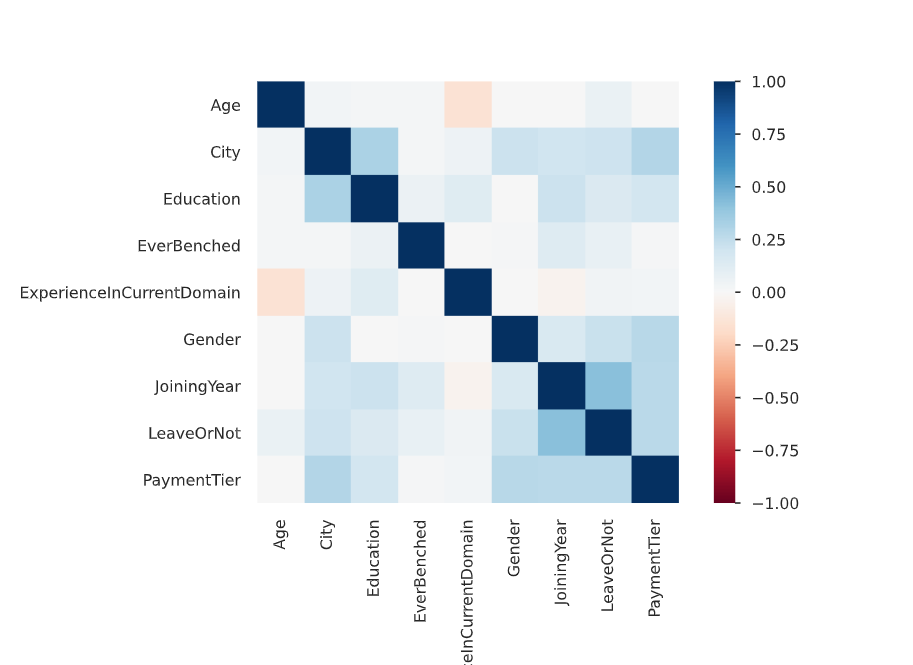 Age
City
Education
EverBenched
ExperienceInCurrentDomain
Gender
JoiningYear
LeaveOrNot
PaymentTier
Age
City
Education
EverBenched
eInCurrentDomain
Gender
JoiningYear
LeaveOrNot
PaymentTier
1.00
0.75
0.50
0.25
0.00
−0.25
−0.50
−0.75
−1.00